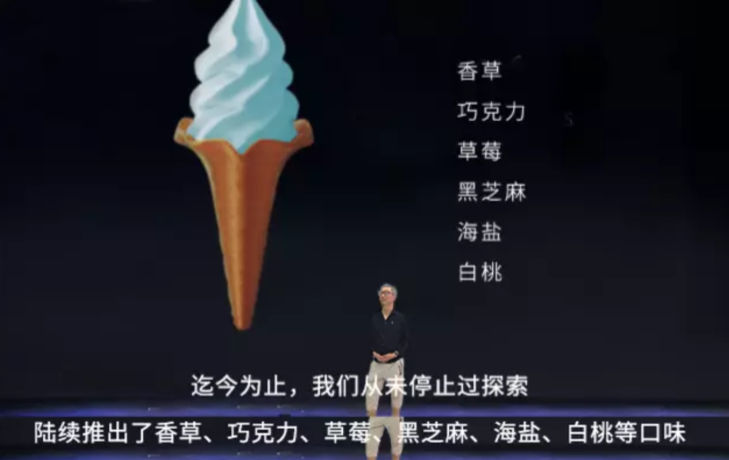 香草
巧克力
草莓
黑芝麻
海盐
白桃
迄今为止，我们从未停止过探索
陆续推出了香草、巧克力、草莓、黑芝麻、海盐、白桃等口味